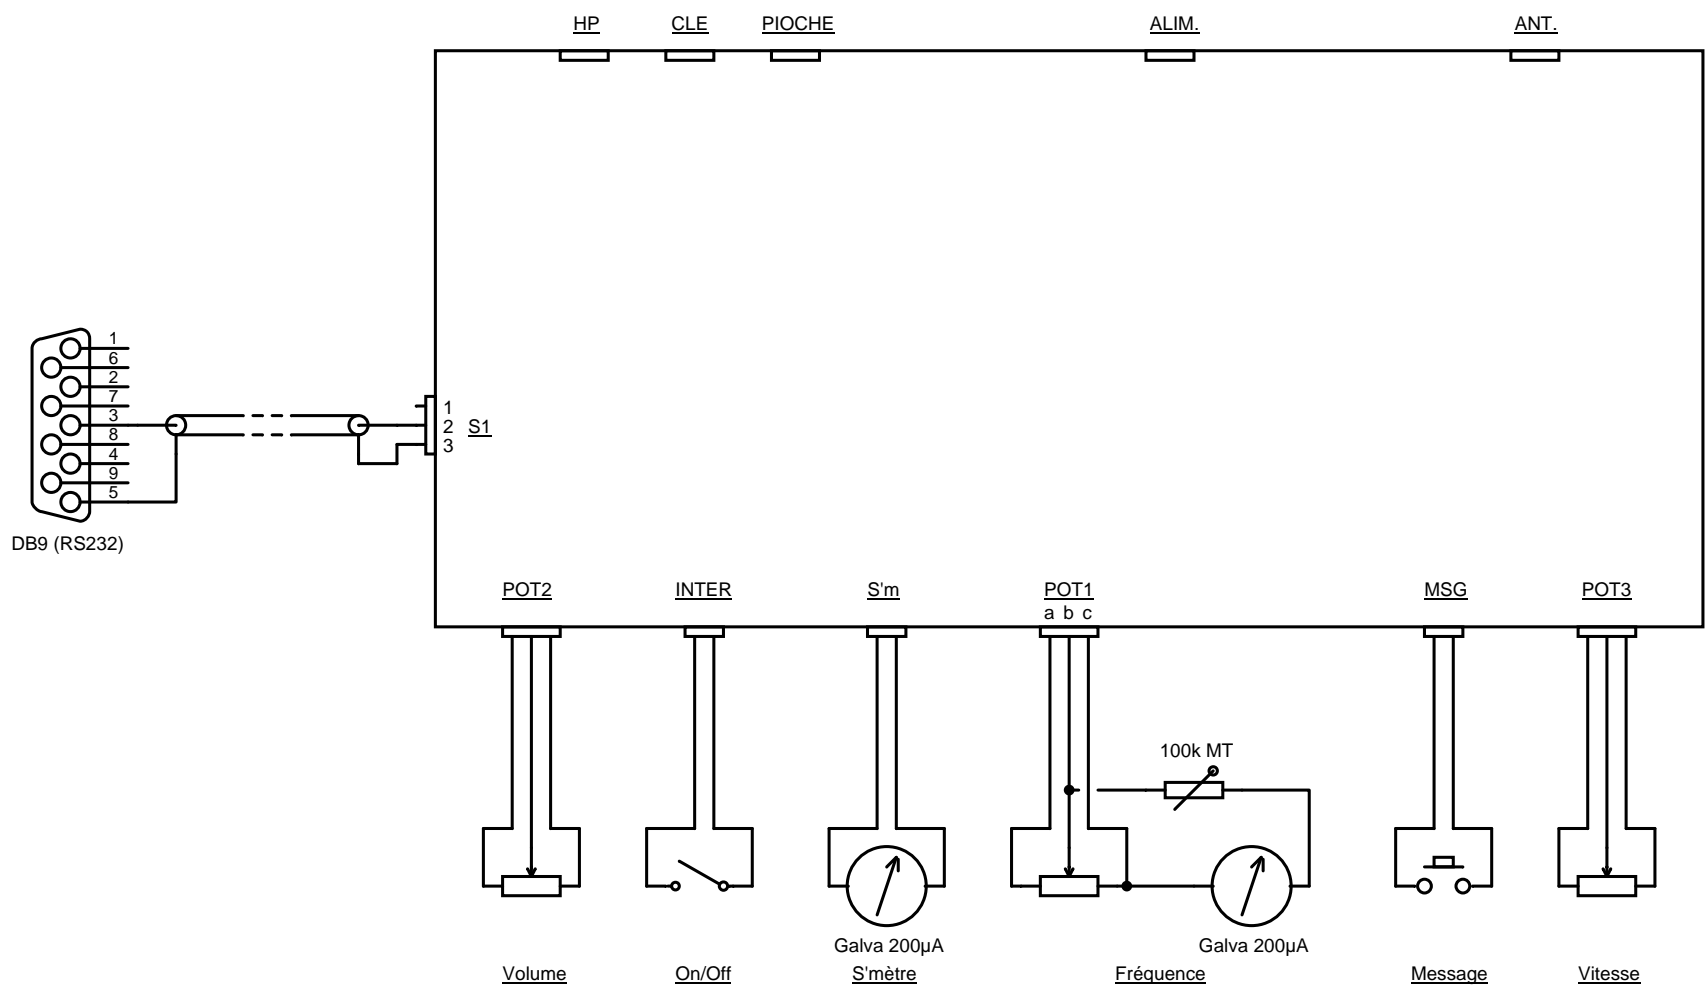 HP CLE PIOCHE ALIM. ANT.
1
6
2
7
3
8
4
9
5
DB9 (RS232)
1
2 S1
3
POT2 INTER S'm POT1 MSG POT3
a b c
100k MT
Galva 200µA Galva 200µA
Volume On/Off S'mètre Fréquence Message Vitesse